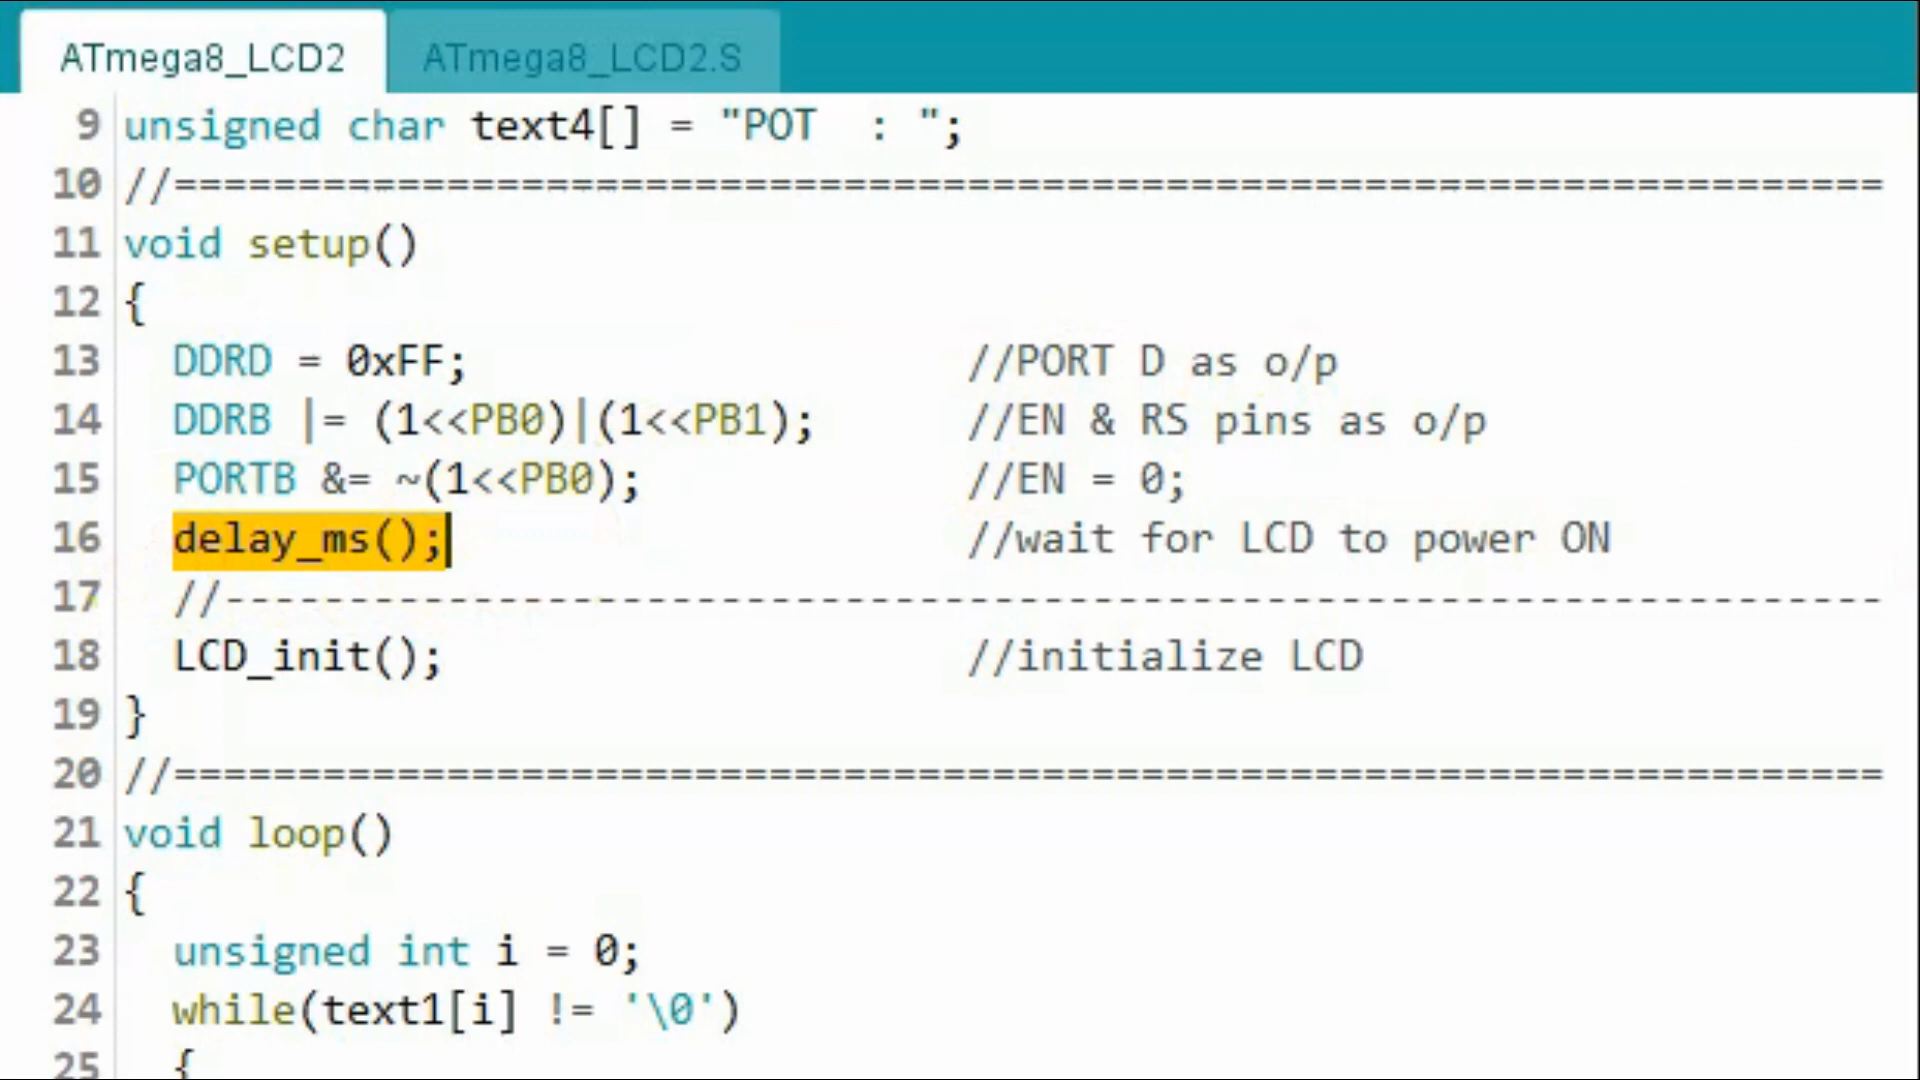 ATmega8_LCD2 ATmega8_LCD2.S
9 unsigned char text4[] = "POT  : ";
10 //======================================================================
11 void setup()
12 {
13 DDRD = 0xFF; //PORT D as o/p
14 DDRB |= (1<<PB0)|(1<<PB1); //EN & RS pins as o/p
15 PORTB &= ~(1<<PB0); //EN = 0;
16 delay_ms(); //wait for LCD to power ON
17 //--------------------------------------------------------------------
18 LCD_init(); //initialize LCD
19 }
20 //======================================================================
21 void loop()
22 {
23 unsigned int i = 0;
24 while(text1[i] != '\0')
25 {